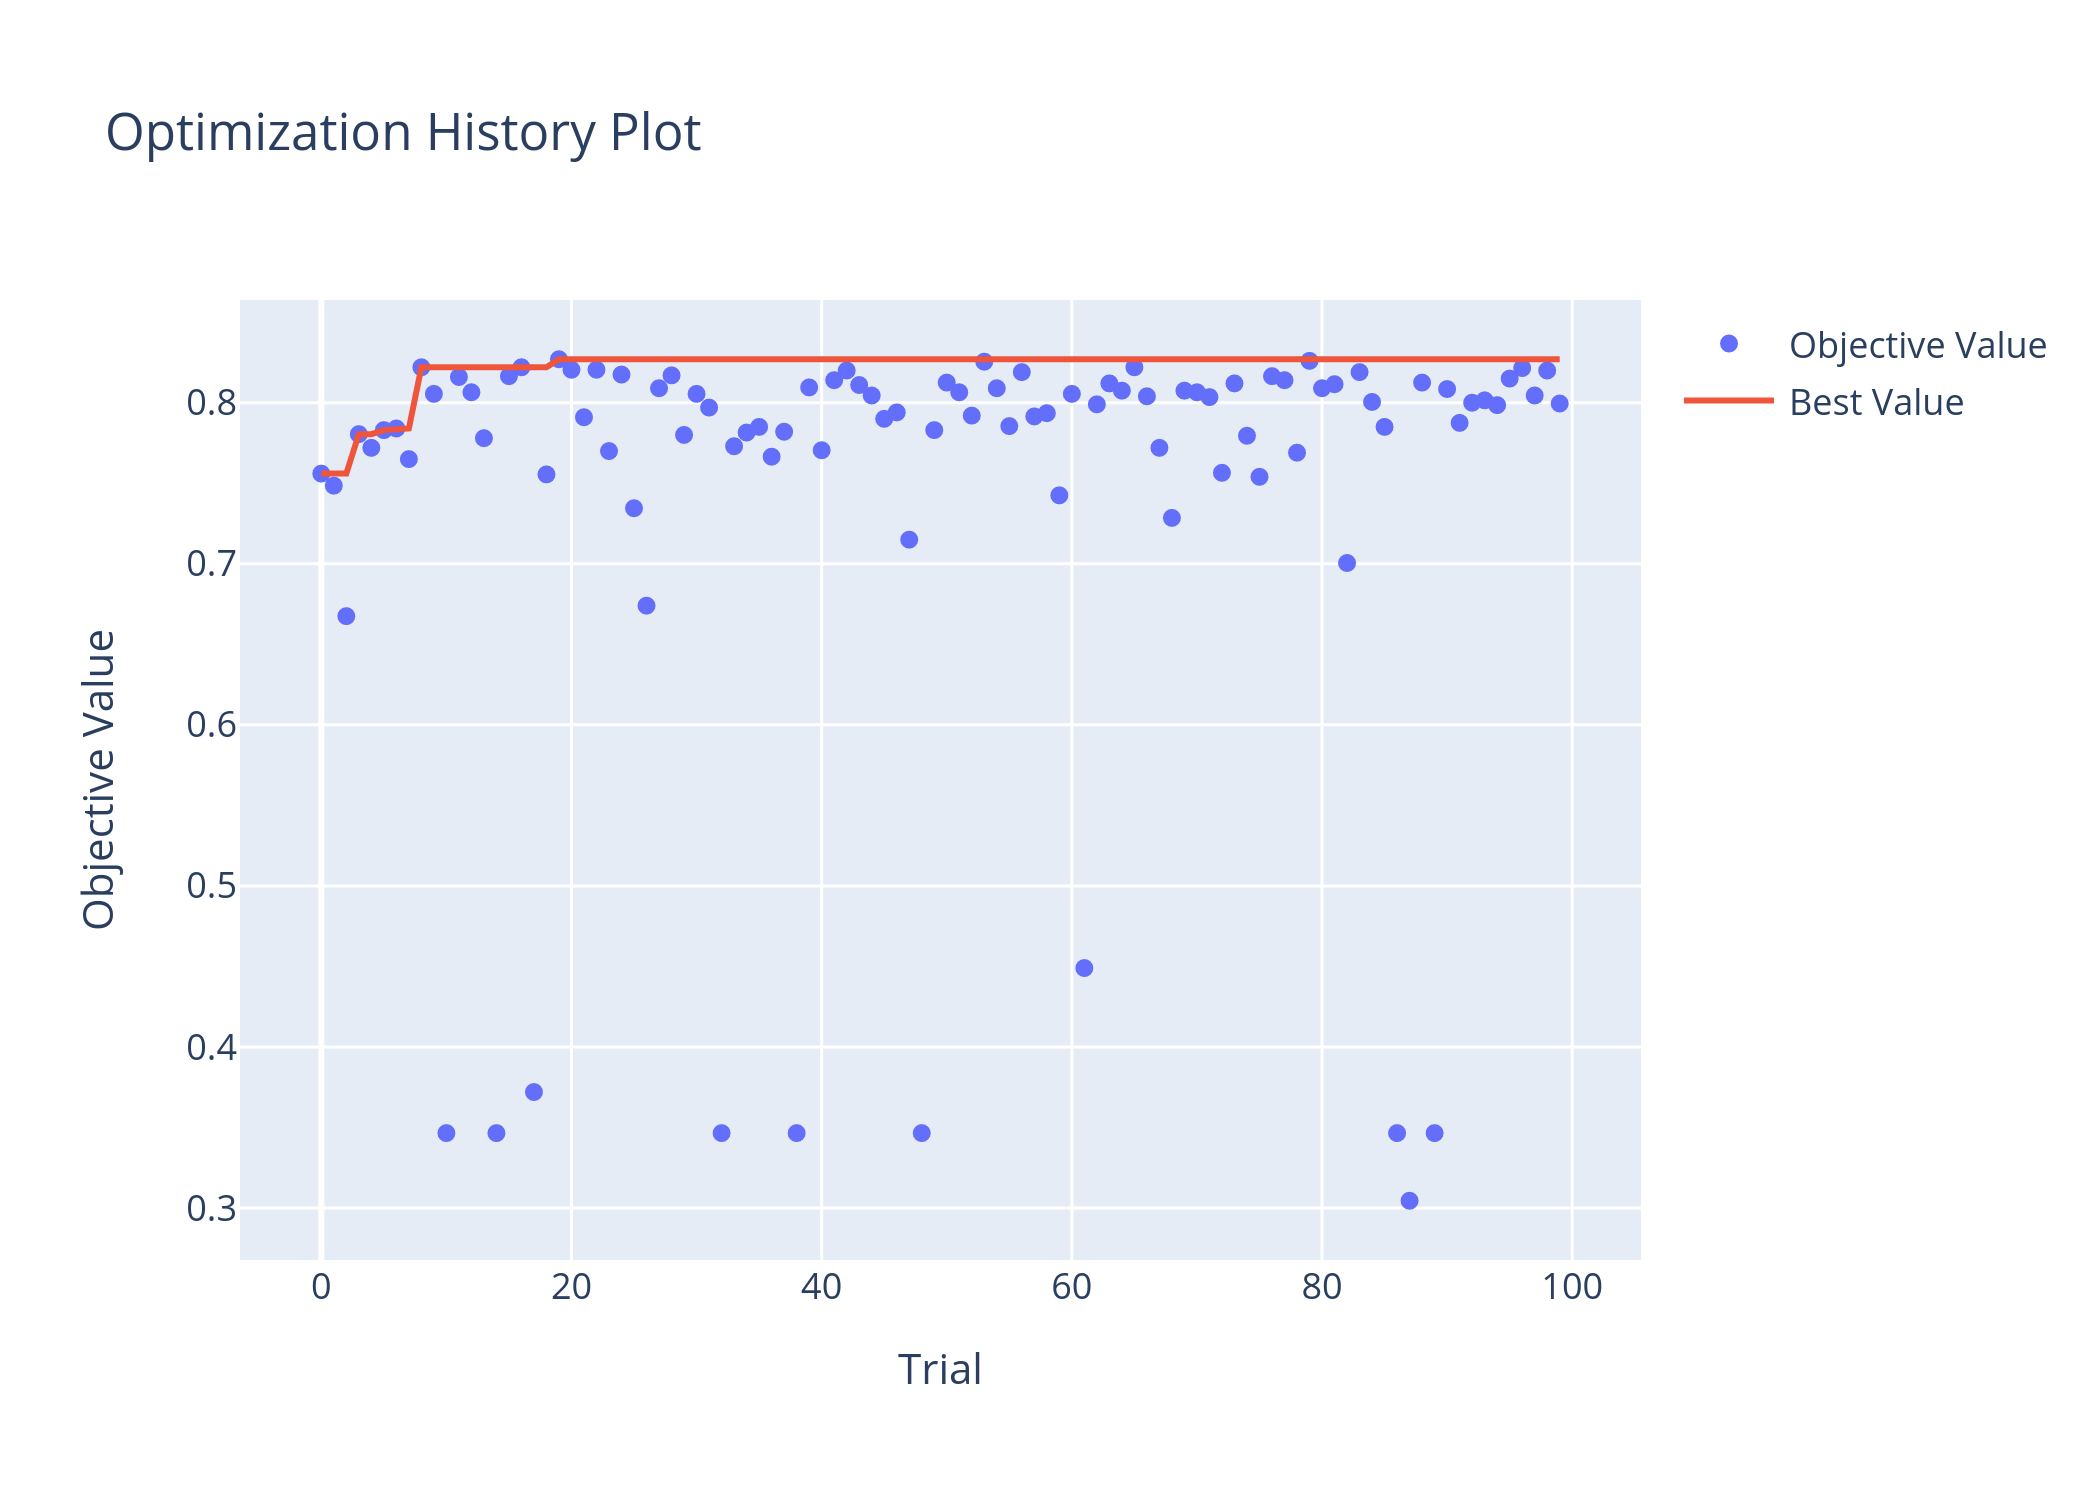 Optimization History Plot
Objective Value
Best Value
0.8
0.7
0.6
0.5
0.4
0.3
Objective Value
0 20 40 60 80 100
Trial